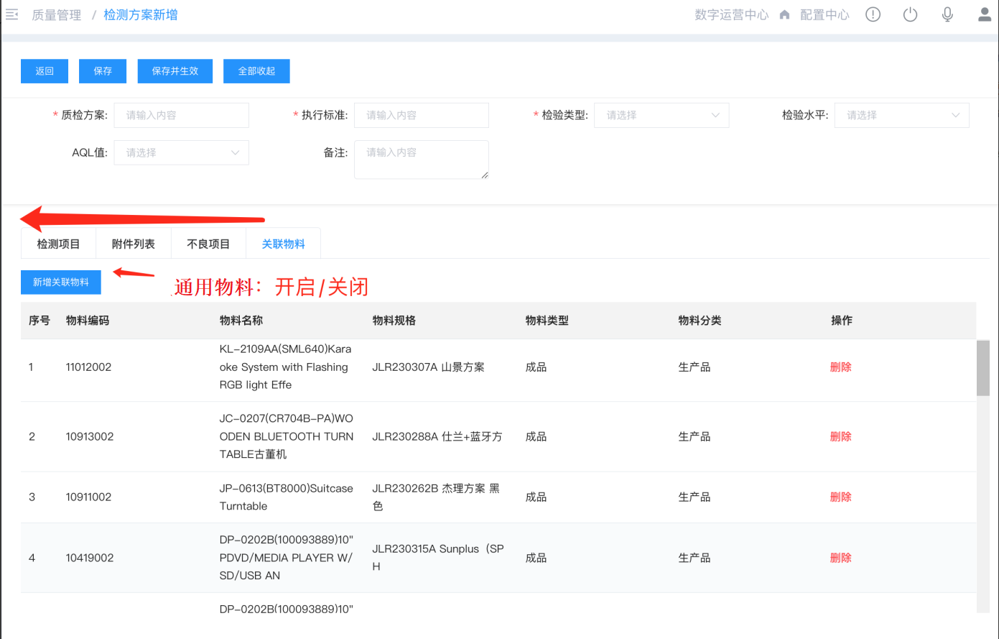 质量管理 / 检测方案新增
数字运营中心 配置中心
返回 保存 保存并生效 全部收起
* 质检方案: 请输入内容 * 执行标准: 请输入内容 * 检验类型: 请选择 检验水平: 请选择
AQL值: 请选择 备注: 请输入内容
检测项目 附件列表 不良项目 关联物料
新增关联物料
通用物料：开启/关闭
序号 物料编码 物料名称 物料规格 物料类型 物料分类 操作
1 11012002 KL-2109AA(SML640)Kara
oke System with Flashing
RGB light Effe JLR230307A 山景方案 成品 生产品 删除
2 10913002 JC-0207(CR704B-PA)WO
ODEN BLUETOOTH TURN
TABLE古董机 JLR230288A 仕兰+蓝牙方 成品 生产品 删除
3 10911002 JP-0613(BT8000)Suitcase
Turntable JLR230262B 杰理方案 黑
色 成品 生产品 删除
4 10419002 DP-0202B(100093889)10"
PDVD/MEDIA PLAYER W/
SD/USB AN JLR230315A Sunplus（SP
H 成品 生产品 删除
DP-0202B(100093889)10"